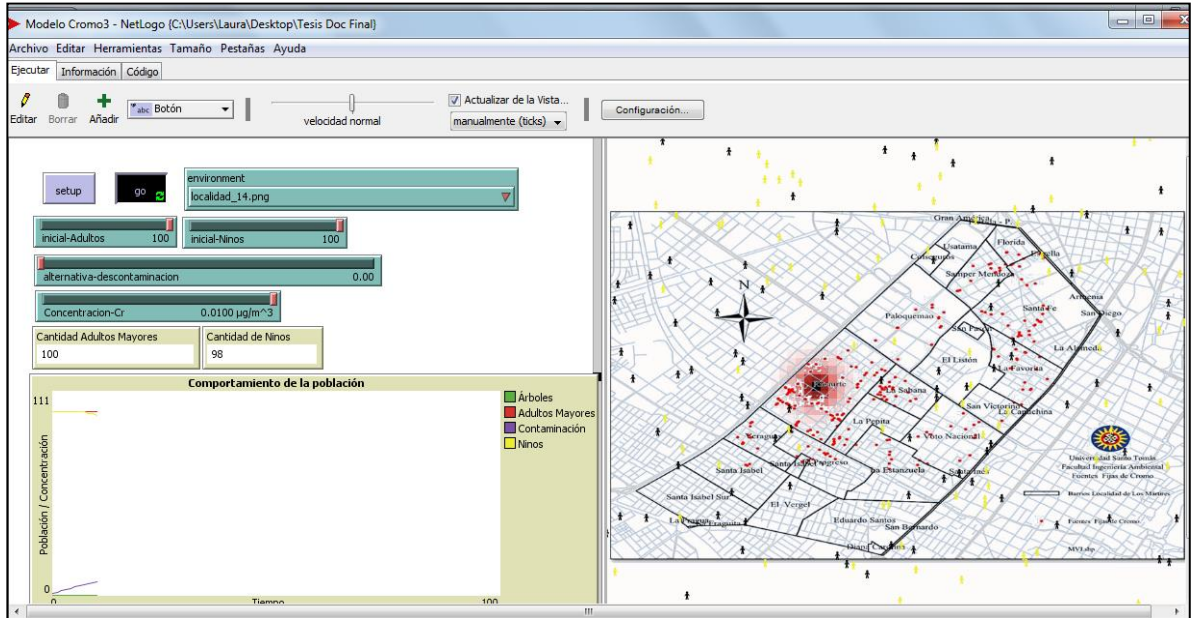 Modelo Cromo3 - NetLogo {C:\Users\Laura\Desktop\Tesis Doc Final}
Archivo Editar Herramientas Tamaño Pestañas Ayuda
Ejecutar Información Código
Editar Borrar Añadir
abc Botón
velocidad normal
Actualizar de la Vista...
manualmente (ticks)
Configuración...
setup
go
environment
localidad_14.png
inicial-Adultos 100
inicial-Ninos 100
alternativa-descontaminacion 0.00
Concentracion-Cr 0.0100 µg/m^3
Cantidad Adultos Mayores
100
Cantidad de Ninos
98
Comportamiento de la población
111
Población / Concentración
0
0 Tiempo 100
Árboles
Adultos Mayores
Contaminación
Ninos
Gran América
Usatama
Florida
Samper Mendoza
Armenia
N
Paloquemao
Santa Fe
San Diego
La Alameda
El Listón
La Favorita
La Sabana
San Victorino
La Capuchina
La Pepita
Voto Nacional
Santa Isabel
La Estanzuela
Santa Inés
Santa Isabel Sur
El Vergel
Eduardo Santos
San Bernardo
Fraguita
Universidad Santo Tomás
Facultad Ingeniería Ambiental
Fuentes Fijas de Cromo
Barrios Localidad de Los Martires
Fuentes Fijas de Cromo